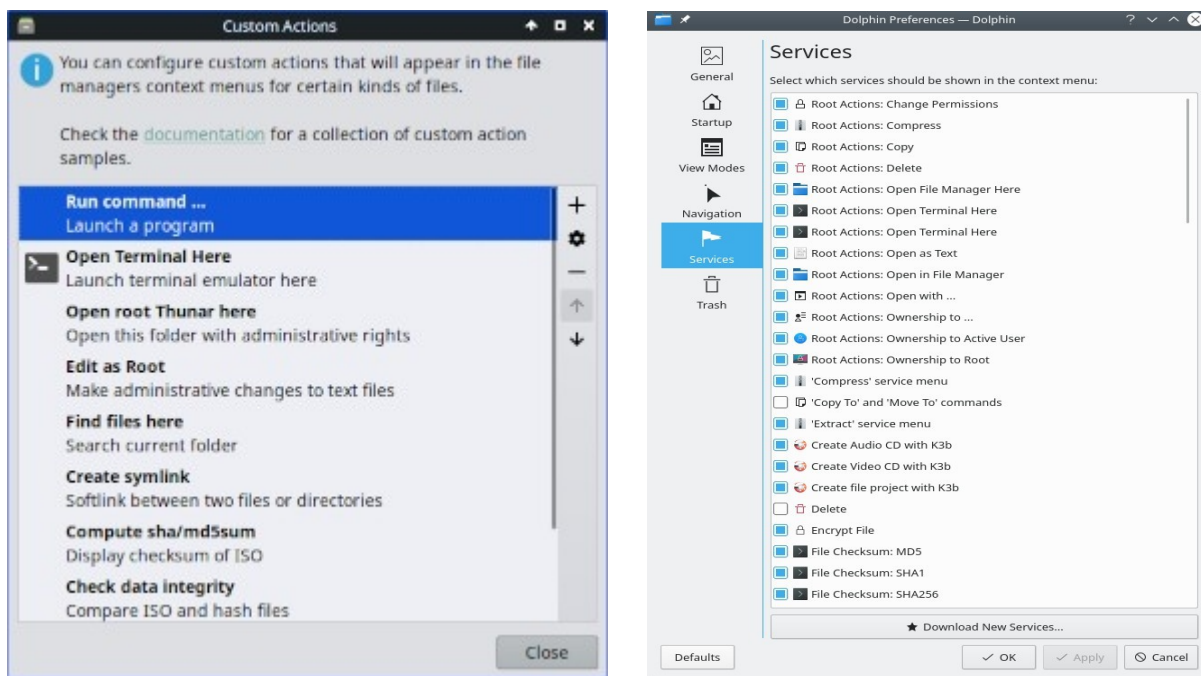 Custom Actions
You can configure custom actions that will appear in the file
managers context menus for certain kinds of files.
Check the documentation for a collection of custom action
samples.
Run command ...
Launch a program
Open Terminal Here
Launch terminal emulator here
Open root Thunar here
Open this folder with administrative rights
Edit as Root
Make administrative changes to text files
Find files here
Search current folder
Create symlink
Softlink between two files or directories
Compute sha/md5sum
Display checksum of ISO
Check data integrity
Compare ISO and hash files
Close
Dolphin Preferences — Dolphin
General
Startup
View Modes
Navigation
Services
Trash
Services
Select which services should be shown in the context menu:
Root Actions: Change Permissions
Root Actions: Compress
Root Actions: Copy
Root Actions: Delete
Root Actions: Open File Manager Here
Root Actions: Open Terminal Here
Root Actions: Open Terminal Here
Root Actions: Open as Text
Root Actions: Open in File Manager
Root Actions: Open with ...
Root Actions: Ownership to ...
Root Actions: Ownership to Active User
Root Actions: Ownership to Root
'Compress' service menu
'Copy To' and 'Move To' commands
'Extract' service menu
Create Audio CD with K3b
Create Video CD with K3b
Create file project with K3b
Delete
Encrypt File
File Checksum: MD5
File Checksum: SHA1
File Checksum: SHA256
Download New Services...
Defaults
OK
Apply
Cancel